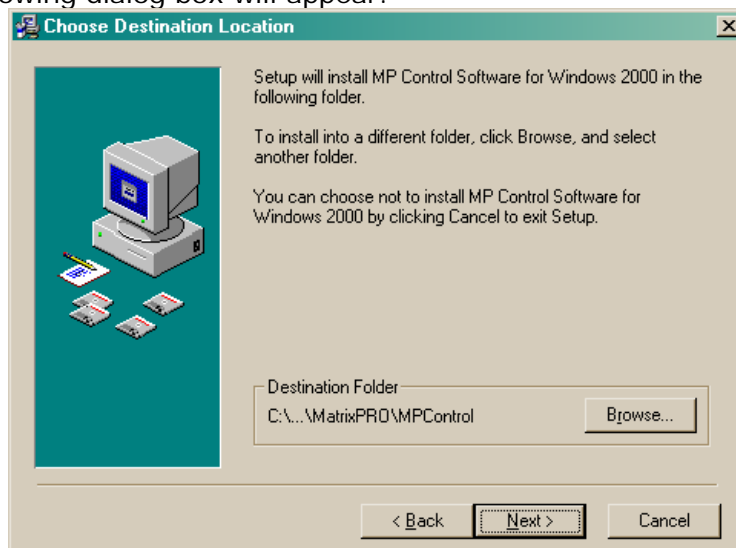 owing dialog box will appear:
Choose Destination Location
Setup will install MP Control Software for Windows 2000 in the
following folder.
To install into a different folder, click Browse, and select
another folder.
You can choose not to install MP Control Software for
Windows 2000 by clicking Cancel to exit Setup.
Destination Folder
C:\...\MatrixPRO\MPControl
Browse...
< Back
Next >
Cancel